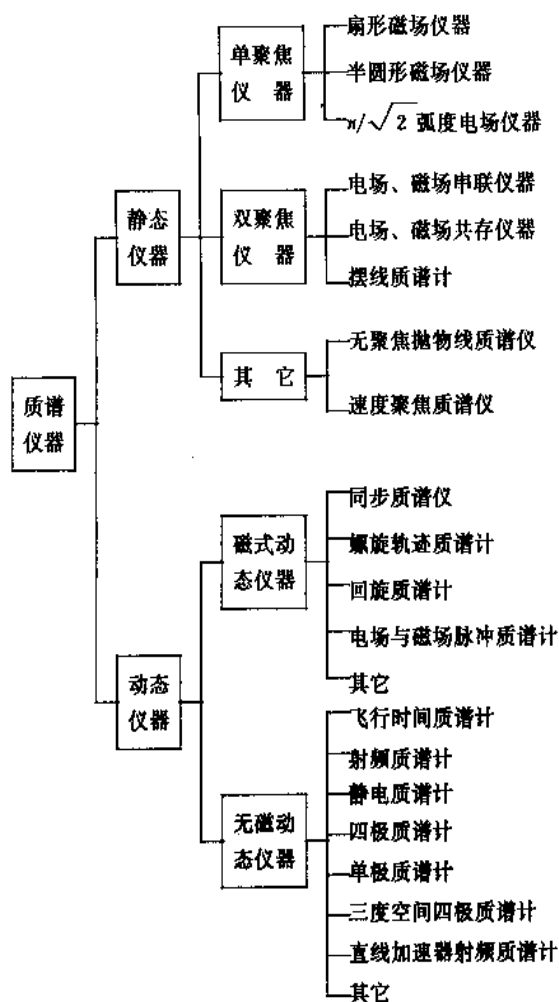 扇形磁场仪器
单聚焦
仪器
半圆形磁场仪器
π/√2 弧度电场仪器
电场、磁场串联仪器
静态
仪器
双聚焦
仪器
电场、磁场共存仪器
摆线质谱计
无聚焦抛物线质谱仪
其它
速度聚焦质谱仪
质谱
仪器
同步质谱仪
磁式动
态仪器
螺旋轨迹质谱计
回旋质谱计
电场与磁场脉冲质谱计
其它
动态
仪器
飞行时间质谱计
射频质谱计
静电质谱计
无磁动
态仪器
四极质谱计
单极质谱计
三度空间四极质谱计
直线加速器射频质谱计
其它